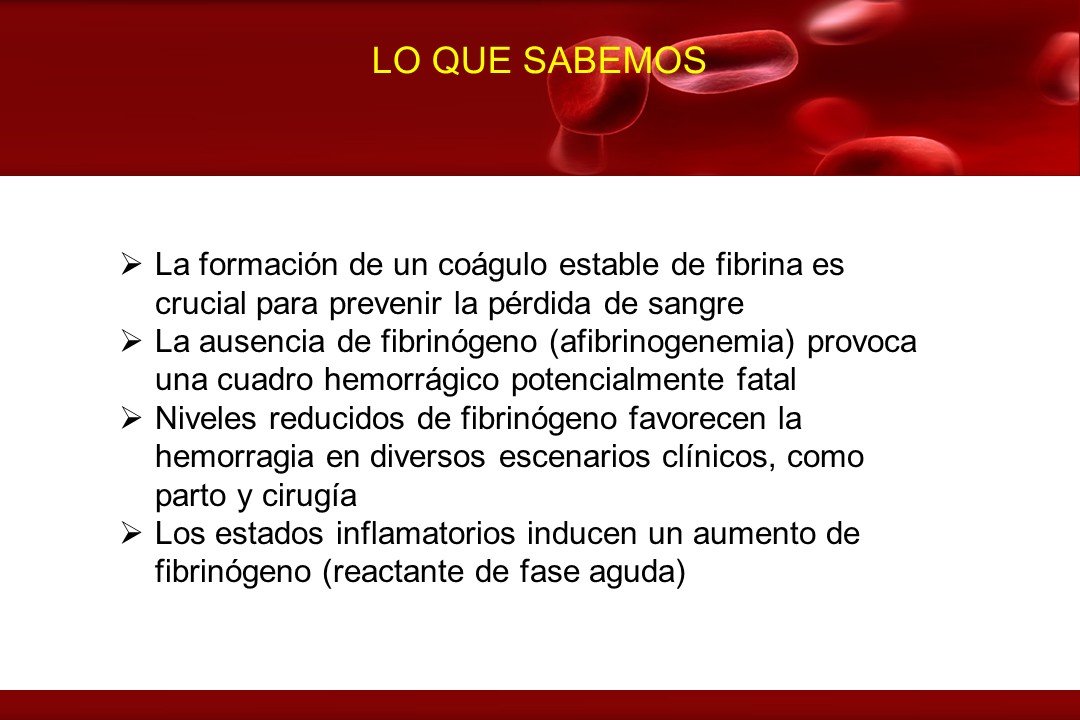 LO QUE SABEMOS
➢ La formación de un coágulo estable de fibrina es
crucial para prevenir la pérdida de sangre
➢ La ausencia de fibrinógeno (afibrinogenemia) provoca
una cuadro hemorrágico potencialmente fatal
➢ Niveles reducidos de fibrinógeno favorecen la
hemorragia en diversos escenarios clínicos, como
parto y cirugía
➢ Los estados inflamatorios inducen un aumento de
fibrinógeno (reactante de fase aguda)